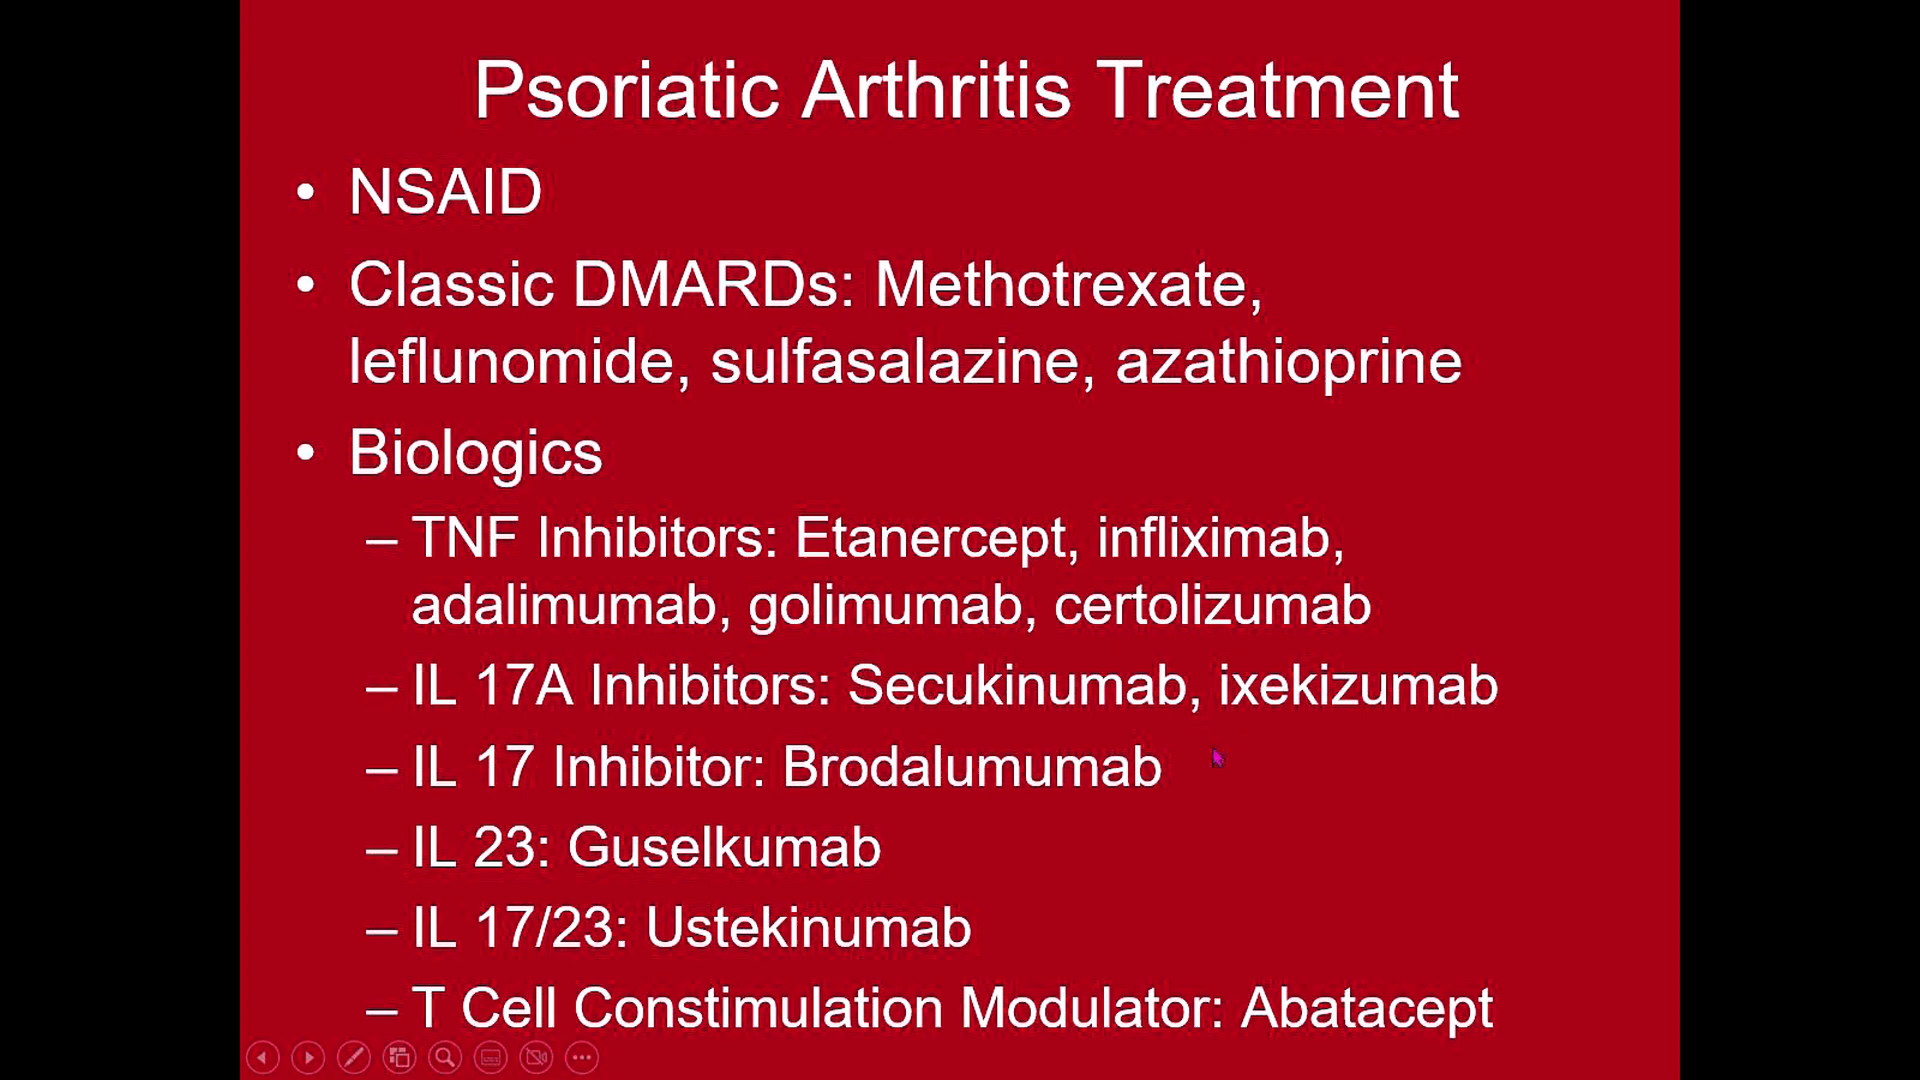 Psoriatic Arthritis Treatment
• NSAID
• Classic DMARDs: Methotrexate,
leflunomide, sulfasalazine, azathioprine
• Biologics
– TNF Inhibitors: Etanercept, infliximab,
adalimumab, golimumab, certolizumab
– IL 17A Inhibitors: Secukinumab, ixekizumab
– IL 17 Inhibitor: Brodalumumab
– IL 23: Guselkumab
– IL 17/23: Ustekinumab
– T Cell Constimulation Modulator: Abatacept